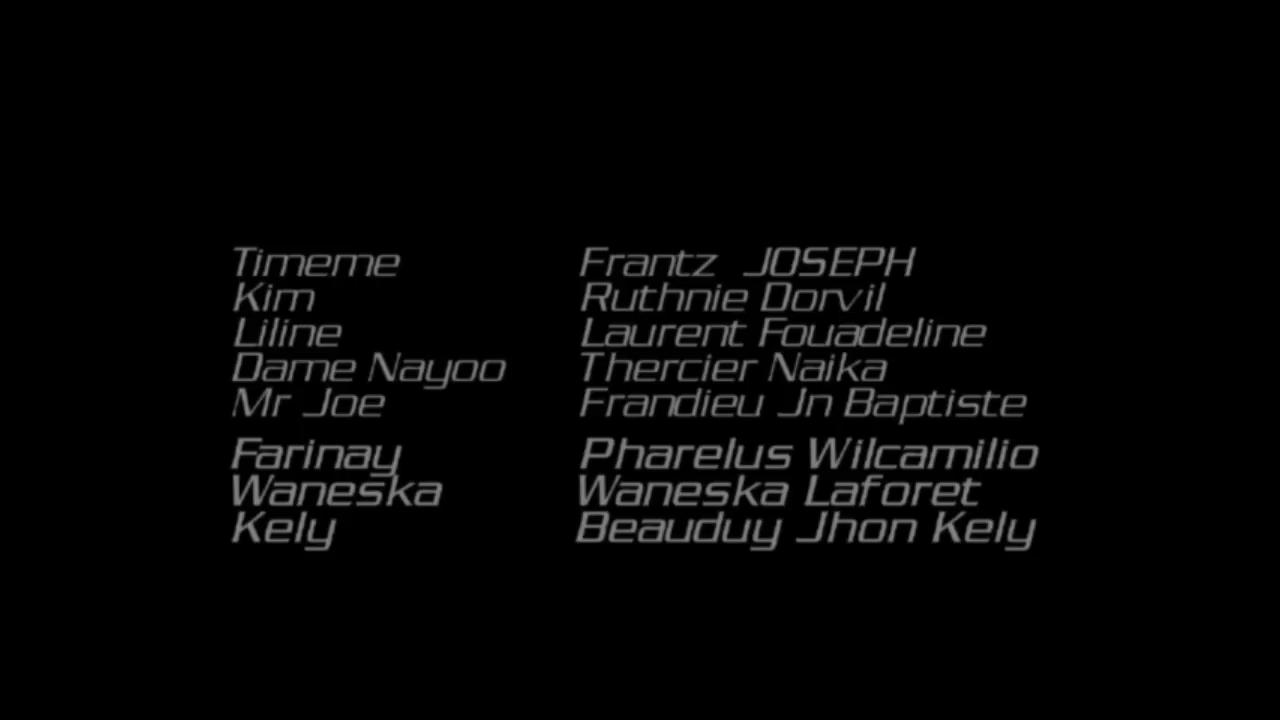 Timeme Frantz JOSEPH
Kim Ruthnie Dorvil
Liline Laurent Fouadeline
Dame Nayoo Thercier Naika
Mr Joe Frandieu Jn Baptiste
Farinay Pharelus Wilcamilio
Waneska Waneska Laforet
Kely Beauduy Jhon Kely